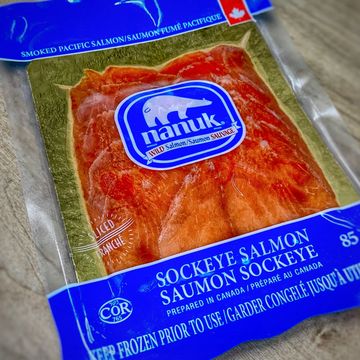 SMOKED PACIFIC SALMON/SAUMON FUMÉ PACIFIQUE
nanuk
WILD Salmon/Saumon SAUVAGE
SLICED
TRANCHÉ
SOCKEYE SALMON
SAUMON SOCKEYE
85
PREPARED IN CANADA / PRÉPARÉ AU CANADA
COR
KEEP FROZEN PRIOR TO USE/GARDER CONGELÉ JUSQU'À